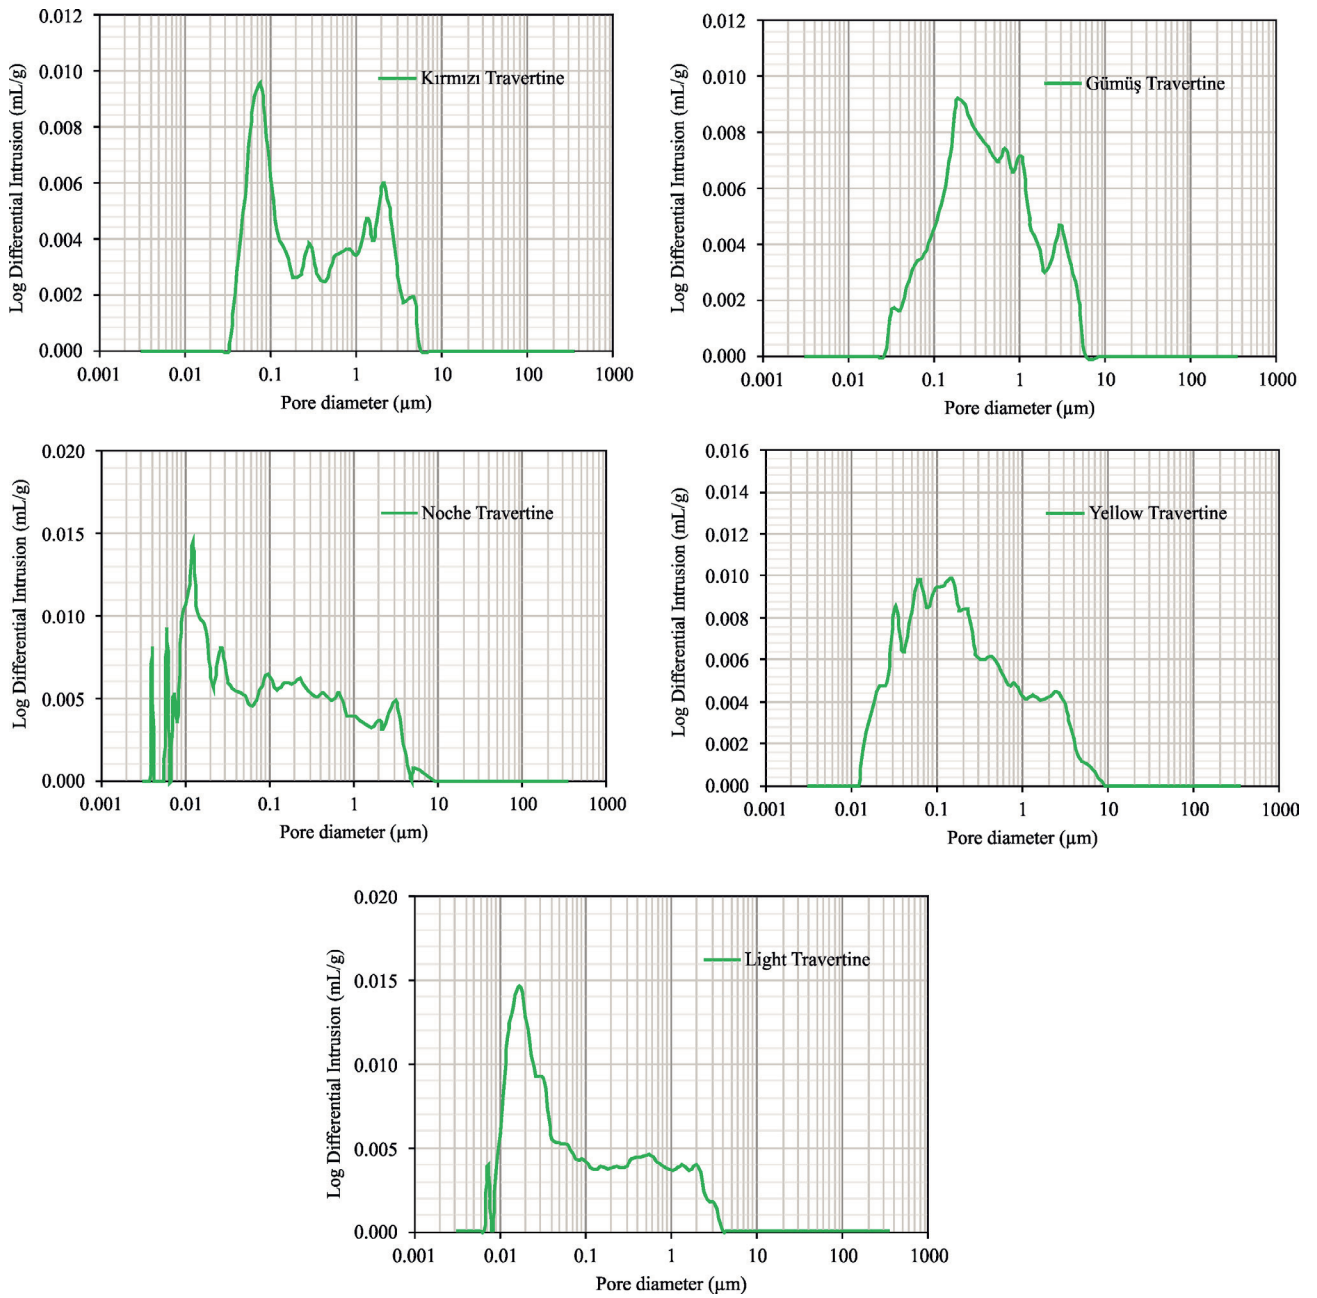 0.012
0.010
0.008
0.006
0.004
0.002
0.000
Log Differential Intrusion (mL/g)
Kırmızı Travertine
0.001 0.01 0.1 1 10 100 1000
Pore diameter (µm)
0.012
0.010
0.008
0.006
0.004
0.002
0.000
Log Differential Intrusion (mL/g)
Gümüş Travertine
0.001 0.01 0.1 1 10 100 1000
Pore diameter (µm)
0.020
0.015
0.010
0.005
0.000
Log Differential Intrusion (mL/g)
Noche Travertine
0.001 0.01 0.1 1 10 100 1000
Pore diameter (µm)
0.016
0.014
0.012
0.010
0.008
0.006
0.004
0.002
0.000
Log Differential Intrusion (mL/g)
Yellow Travertine
0.001 0.01 0.1 1 10 100 1000
Pore diameter (µm)
0.020
0.015
0.010
0.005
0.000
Log Differential Intrusion (mL/g)
Light Travertine
0.001 0.01 0.1 1 10 100 1000
Pore diameter (µm)